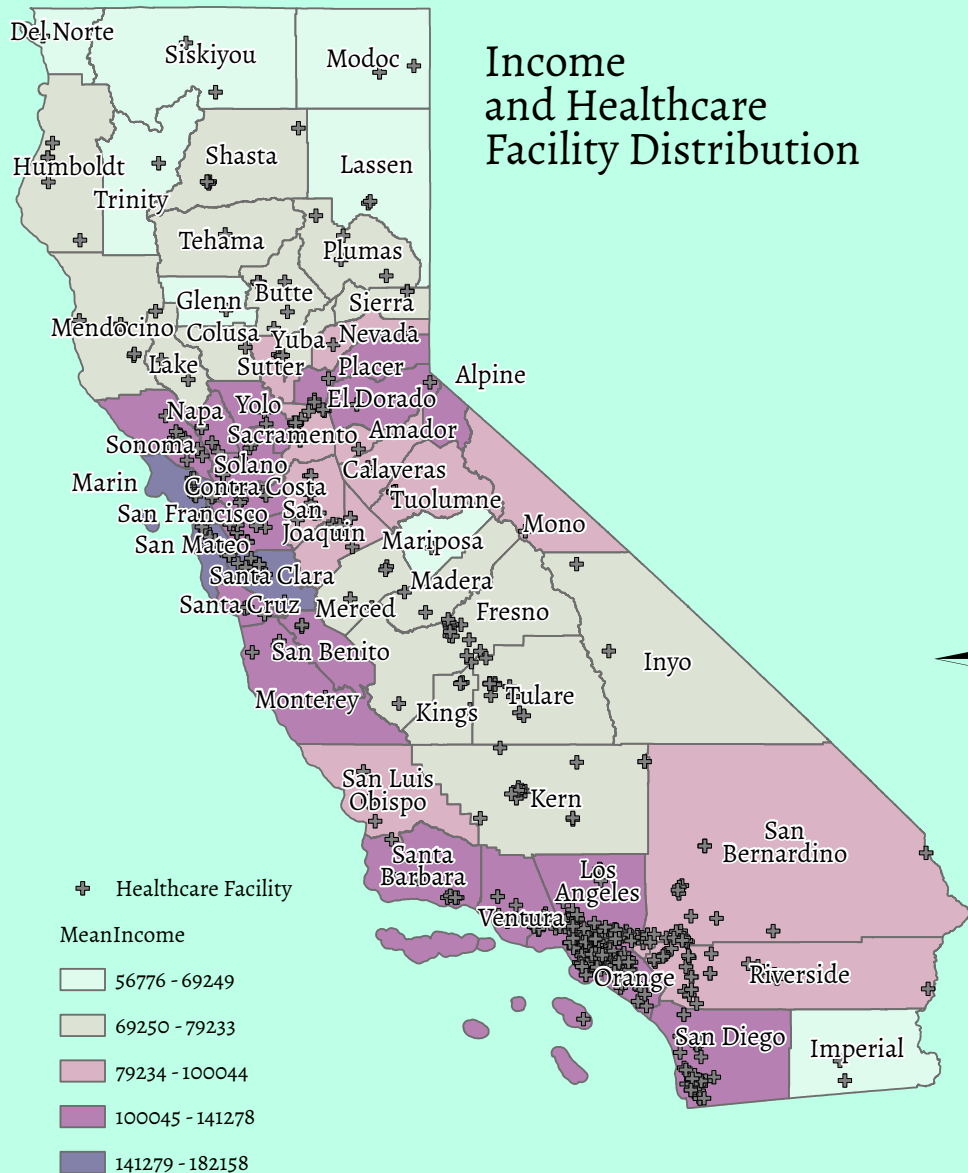 Income
and Healthcare
Facility Distribution
Del Norte
Siskiyou
Modoc
Humboldt
Trinity
Shasta
Lassen
Tehama
Plumas
Glenn
Butte
Sierra
Mendocino
Colusa
Yuba
Nevada
Lake
Sutter
Placer
Alpine
Napa
Yolo
El Dorado
Sonoma
Sacramento
Amador
Marin
Solano
Calaveras
Contra Costa
Tuolumne
San Francisco
San
Joaquin
Mono
San Mateo
Mariposa
Santa Clara
Madera
Santa Cruz
Merced
Fresno
San Benito
Inyo
Monterey
Kings
Tulare
San Luis
Obispo
Kern
San
Bernardino
Santa
Barbara
Los
Angeles
Ventura
Orange
Riverside
San Diego
Imperial
Healthcare Facility
MeanIncome
56776 - 69249
69250 - 79233
79234 - 100044
100045 - 141278
141279 - 182158